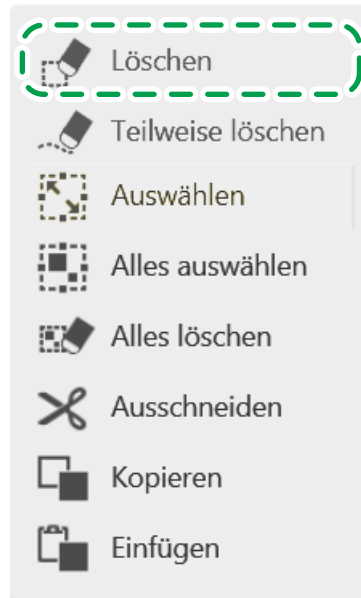 Löschen
Teilweise löschen
Auswählen
Alles auswählen
Alles löschen
Ausschneiden
Kopieren
Einfügen